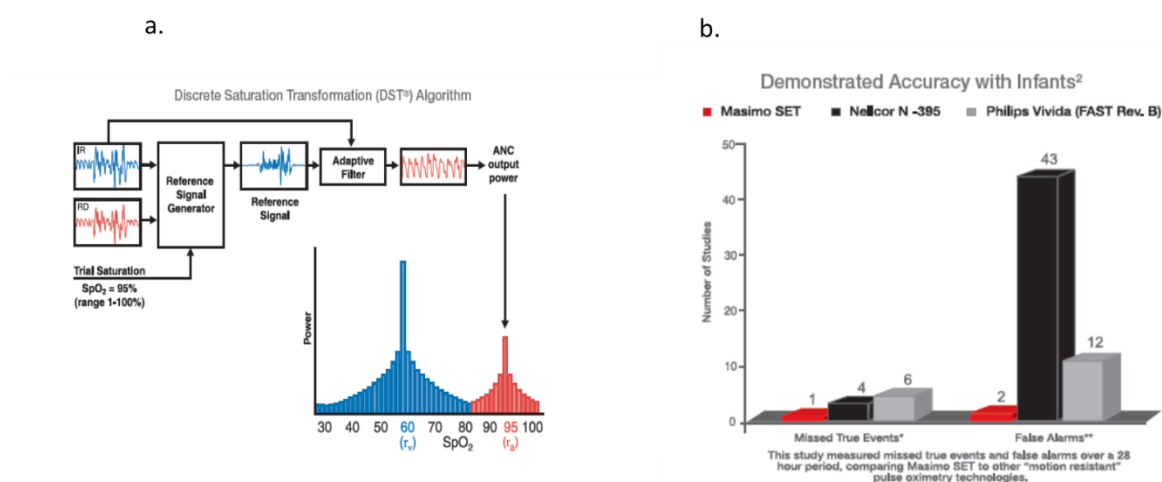 a.
Discrete Saturation Transformation (DST®) Algorithm
IR
RD
Reference
Signal
Generator
Reference
Signal
Adaptive
Filter
ANC
output
power
Trial Saturation
SpO₂ = 95%
(range 1-100%)
Power
30 40 50 60 70 80 90 95 100
(rᵥ) SpO₂ (rₐ)
b.
Demonstrated Accuracy with Infants²
Masimo SET Nellcor N -395 Philips Vivida (FAST Rev. B)
Number of Studies
50
40
30
20
10
0
1
4
6
2
43
12
Missed True Events*
False Alarms**
This study measured missed true events and false alarms over a 28
hour period, comparing Masimo SET to other "motion resistant"
pulse oximetry technologies.